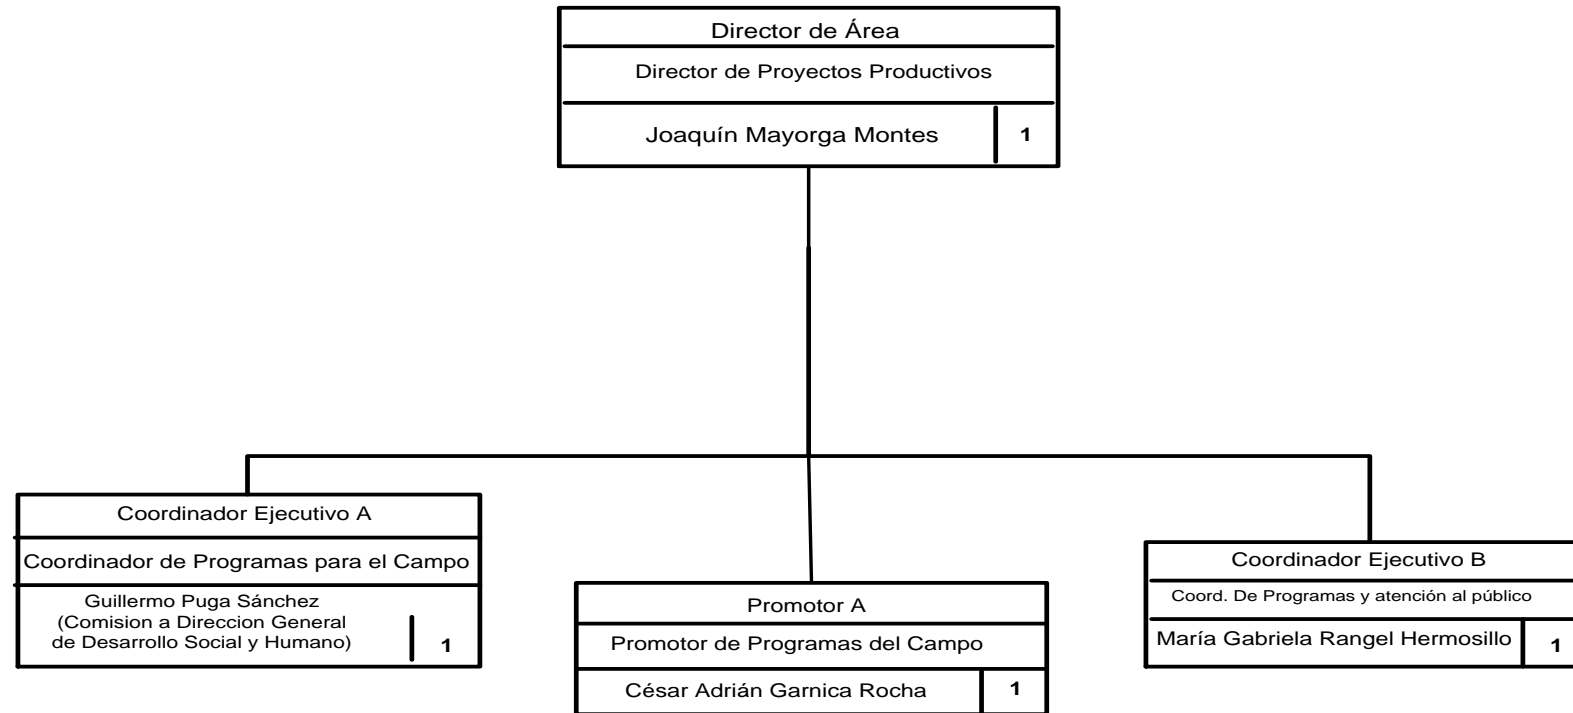 Director de Área
Director de Proyectos Productivos
Joaquín Mayorga Montes
1
Coordinador Ejecutivo A
Coordinador de Programas para el Campo
Guillermo Puga Sánchez
(Comision a Direccion General
de Desarrollo Social y Humano)
1
Promotor A
Promotor de Programas del Campo
César Adrián Garnica Rocha
1
Coordinador Ejecutivo B
Coord. De Programas y atención al público
María Gabriela Rangel Hermosillo
1